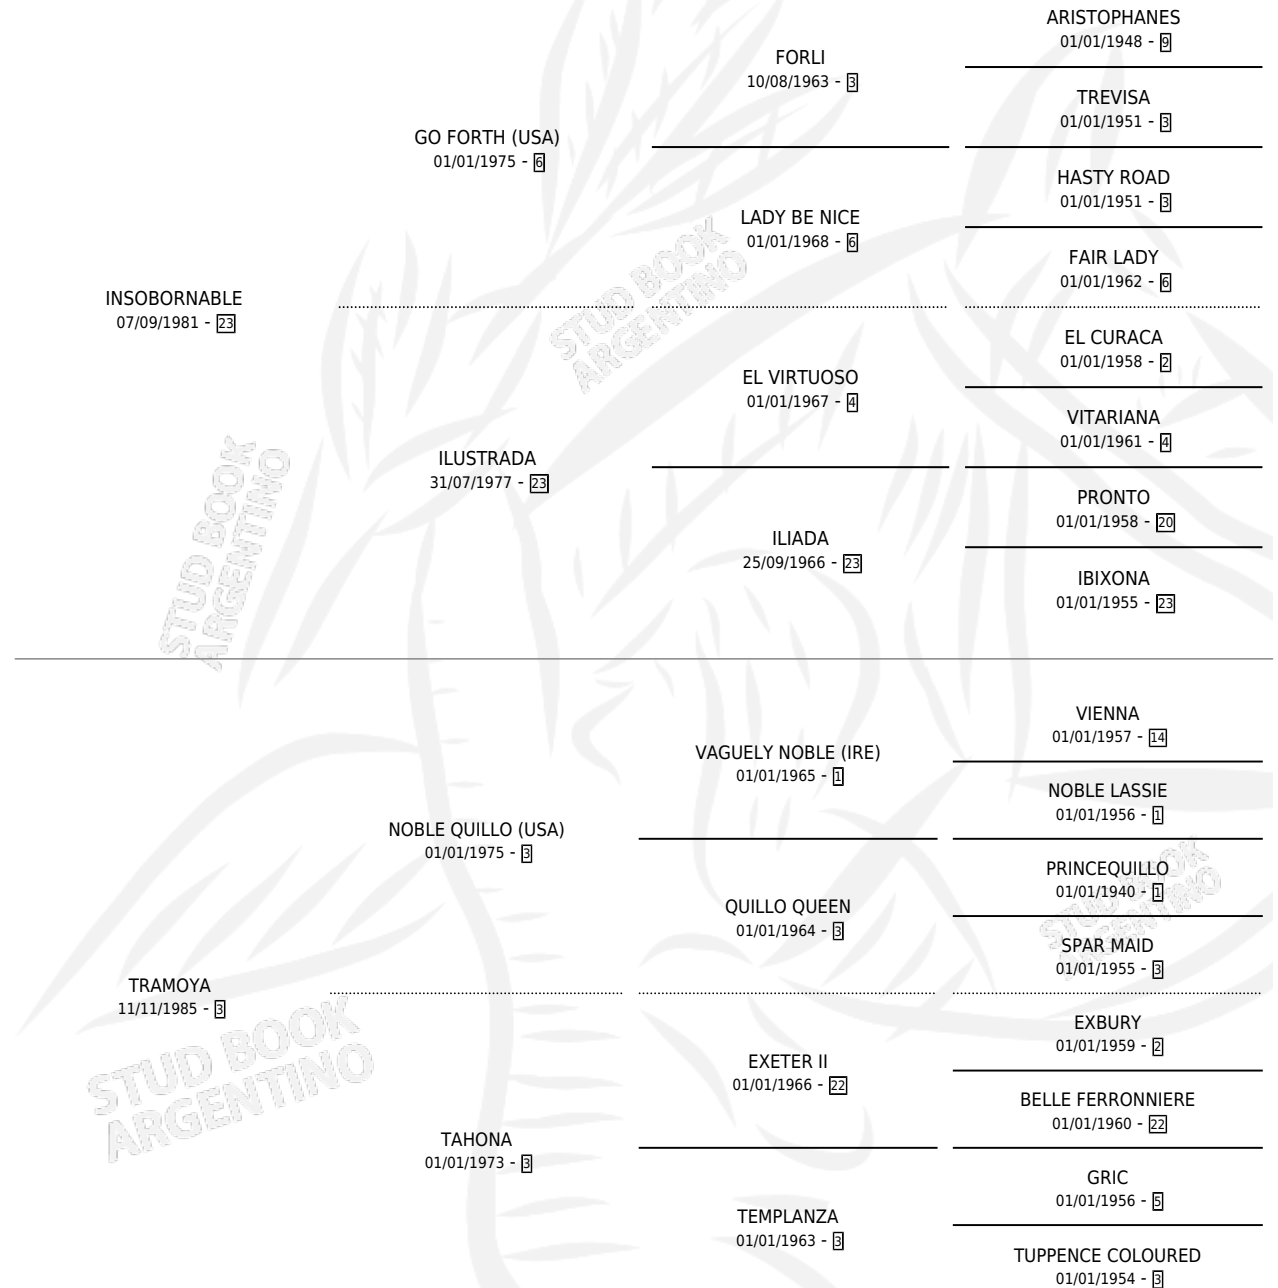 INSOBORNABLE
07/09/1981 - 23
GO FORTH (USA)
01/01/1975 - 6
FORLI
10/08/1963 - 3
ARISTOPHANES
01/01/1948 - 9
TREVISA
01/01/1951 - 3
LADY BE NICE
01/01/1968 - 6
HASTY ROAD
01/01/1951 - 3
FAIR LADY
01/01/1962 - 6
ILUSTRADA
31/07/1977 - 23
EL VIRTUOSO
01/01/1967 - 4
EL CURACA
01/01/1958 - 2
VITARIANA
01/01/1961 - 4
ILIADA
25/09/1966 - 23
PRONTO
01/01/1958 - 20
IBIXONA
01/01/1955 - 23
TRAMOYA
11/11/1985 - 3
NOBLE QUILLO (USA)
01/01/1975 - 3
VAGUELY NOBLE (IRE)
01/01/1965 - 1
VIENNA
01/01/1957 - 14
NOBLE LASSIE
01/01/1956 - 1
QUILLO QUEEN
01/01/1964 - 3
PRINCEQUILLO
01/01/1940 - 1
SPAR MAID
01/01/1955 - 3
TAHONA
01/01/1973 - 3
EXETER II
01/01/1966 - 22
EXBURY
01/01/1959 - 2
BELLE FERRONNIERE
01/01/1960 - 22
TEMPLANZA
01/01/1963 - 3
GRIC
01/01/1956 - 5
TUPPENCE COLOURED
01/01/1954 - 3
STUD BOOK
ARGENTINO
STUD BOOK
ARGENTINO
STUD BOOK
ARGENTINO
STUD BOOK
ARGENTINO